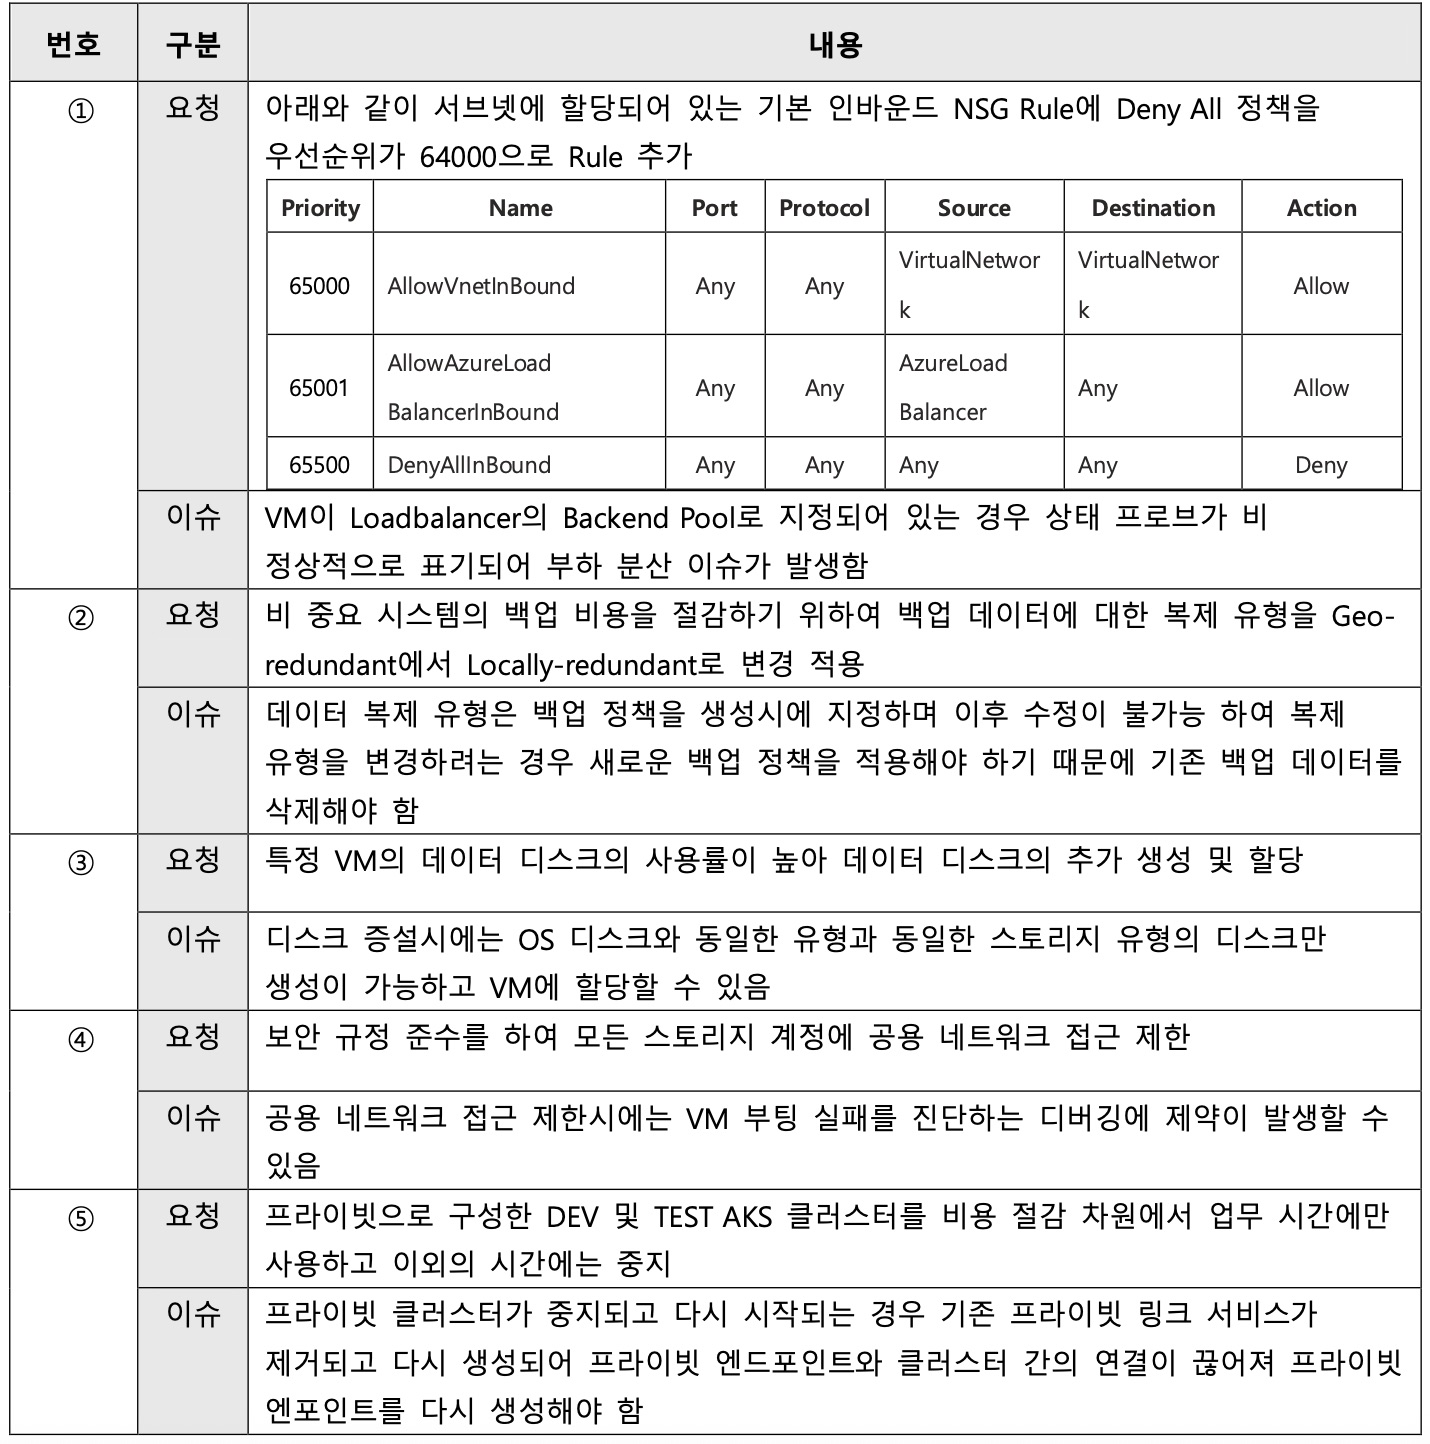 번호 구분 내용
① 요청 아래와 같이 서브넷에 할당되어 있는 기본 인바운드 NSG Rule에 Deny All 정책을
우선순위가 64000으로 Rule 추가
Priority Name Port Protocol Source Destination Action
65000 AllowVnetInBound Any Any VirtualNetwor
k VirtualNetwor
k Allow
65001 AllowAzureLoad
BalancerInBound Any Any AzureLoad
Balancer Any Allow
65500 DenyAllInBound Any Any Any Any Deny
이슈 VM이 Loadbalancer의 Backend Pool로 지정되어 있는 경우 상태 프로브가 비
정상적으로 표기되어 부하 분산 이슈가 발생함
② 요청 비 중요 시스템의 백업 비용을 절감하기 위하여 백업 데이터에 대한 복제 유형을 Geo-
redundant에서 Locally-redundant로 변경 적용
이슈 데이터 복제 유형은 백업 정책을 생성시에 지정하며 이후 수정이 불가능 하여 복제
유형을 변경하려는 경우 새로운 백업 정책을 적용해야 하기 때문에 기존 백업 데이터를
삭제해야 함
③ 요청 특정 VM의 데이터 디스크의 사용률이 높아 데이터 디스크의 추가 생성 및 할당
이슈 디스크 증설시에는 OS 디스크와 동일한 유형과 동일한 스토리지 유형의 디스크만
생성이 가능하고 VM에 할당할 수 있음
④ 요청 보안 규정 준수를 하여 모든 스토리지 계정에 공용 네트워크 접근 제한
이슈 공용 네트워크 접근 제한시에는 VM 부팅 실패를 진단하는 디버깅에 제약이 발생할 수
있음
⑤ 요청 프라이빗으로 구성한 DEV 및 TEST AKS 클러스터를 비용 절감 차원에서 업무 시간에만
사용하고 이외의 시간에는 중지
이슈 프라이빗 클러스터가 중지되고 다시 시작되는 경우 기존 프라이빗 링크 서비스가
제거되고 다시 생성되어 프라이빗 엔드포인트와 클러스터 간의 연결이 끊어져 프라이빗
엔포인트를 다시 생성해야 함